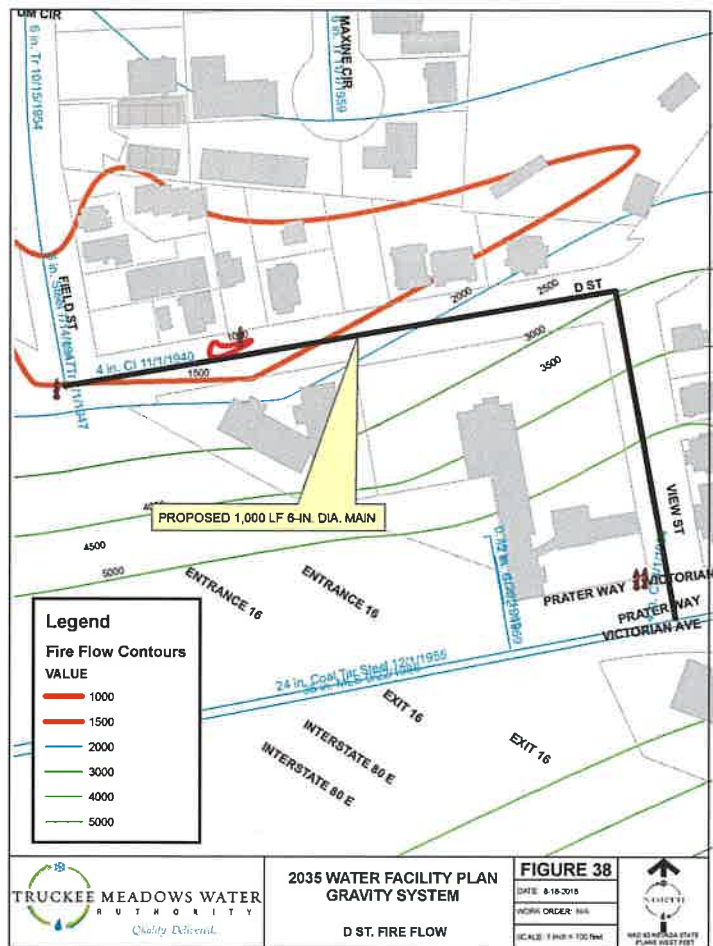 OM CIR
6 in. Tr 10/15/1954
MAXINE CIR
6 in. Tr 11/1/1959
FIELD ST
4 in. CI 11/1/1940
1000
1500
2000
2500
D ST
3000
3500
PROPOSED 1,000 LF 6-IN. DIA. MAIN
4500
5000
VIEW ST
ENTRANCE 16
ENTRANCE 16
PRATER WAY
VICTORIAN
PRATER WAY
VICTORIAN AVE
24 in. Coal Tar Steel 12/1/1955
EXIT 16
EXIT 16
INTERSTATE 80 E
INTERSTATE 80 E
Legend
Fire Flow Contours
VALUE
1000
1500
2000
3000
4000
5000
TRUCKEE MEADOWS WATER
AUTHORITY
Quality. Delivered.
2035 WATER FACILITY PLAN
GRAVITY SYSTEM
D ST. FIRE FLOW
FIGURE 38
DATE: 8-18-2015
WORK ORDER: N/A
SCALE: 1 inch = 100 feet
NORTH
NAD 83 NEVADA STATE
PLANE WEST FEET